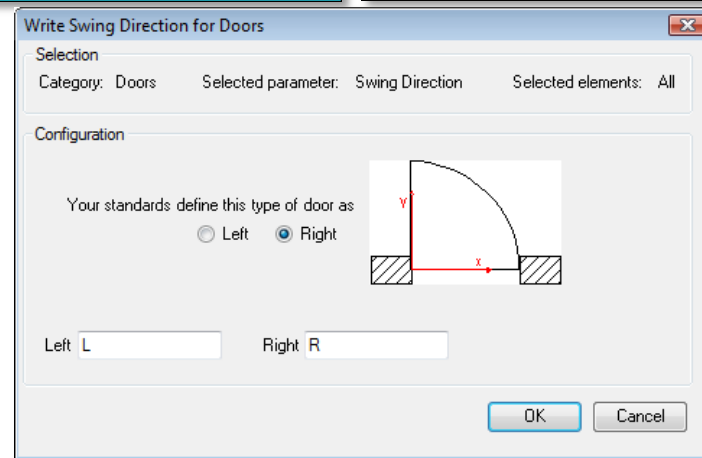 Write Swing Direction for Doors
Selection
Category: Doors Selected parameter: Swing Direction Selected elements: All
Configuration
Your standards define this type of door as
Left Right
Y
x
Left L Right R
OK Cancel